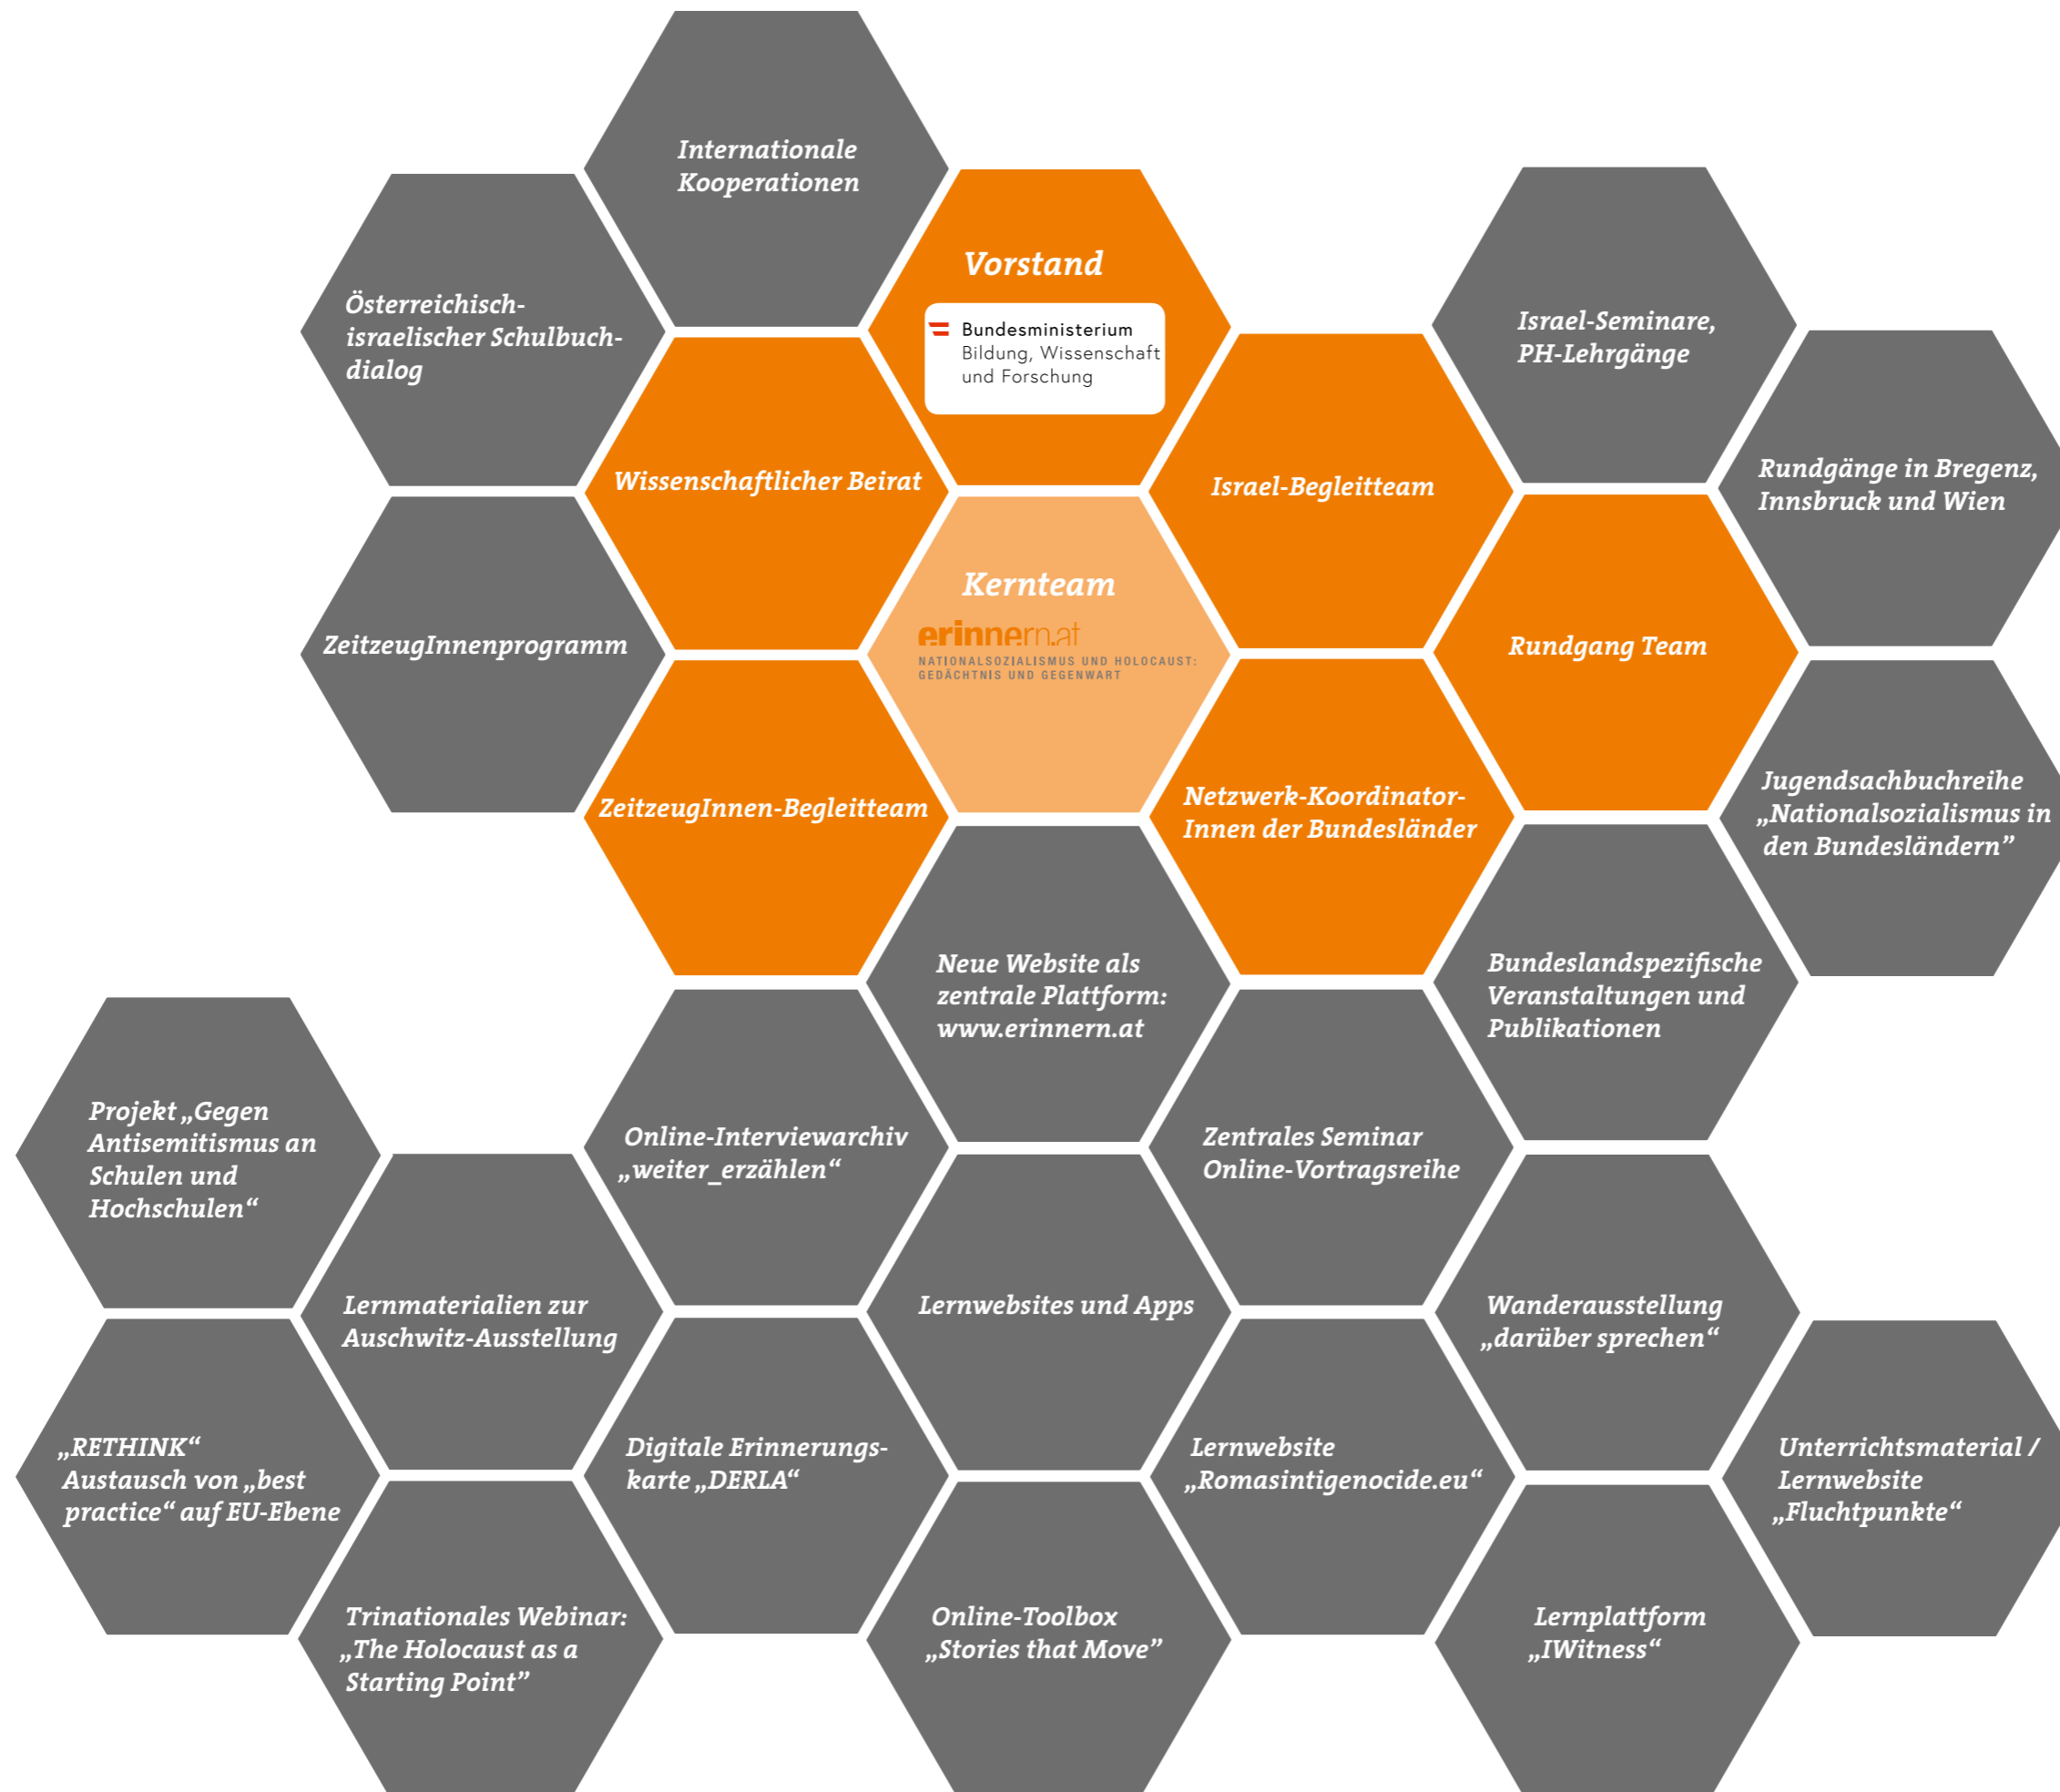 Internationale
Kooperationen
Vorstand
Bundesministerium
Bildung, Wissenschaft
und Forschung
Österreichisch-
israelischer Schulbuch-
dialog
Israel-Seminare,
PH-Lehrgänge
Wissenschaftlicher Beirat
Israel-Begleitteam
Rundgänge in Bregenz,
Innsbruck und Wien
ZeitzeugInnenprogramm
Kernteam
erinnern.at
NATIONALSOZIALISMUS UND HOLOCAUST:
GEDÄCHTNIS UND GEGENWART
Rundgang Team
ZeitzeugInnen-Begleitteam
Netzwerk-Koordinator-
Innen der Bundesländer
Jugendsachbuchreihe
„Nationalsozialismus in
den Bundesländern”
Neue Website als
zentrale Plattform:
www.erinnern.at
Bundeslandspezifische
Veranstaltungen und
Publikationen
Projekt „Gegen
Antisemitismus an
Schulen und
Hochschulen“
Online-Interviewarchiv
„weiter_erzählen“
Zentrales Seminar
Online-Vortragsreihe
Lernmaterialien zur
Auschwitz-Ausstellung
Lernwebsites und Apps
Wanderausstellung
„darüber sprechen“
„RETHINK“
Austausch von „best
practice“ auf EU-Ebene
Digitale Erinnerungs-
karte „DERLA“
Lernwebsite
„Romasintigenocide.eu“
Unterrichtsmaterial /
Lernwebsite
„Fluchtpunkte“
Trinationales Webinar:
„The Holocaust as a
Starting Point”
Online-Toolbox
„Stories that Move”
Lernplattform
„IWitness“